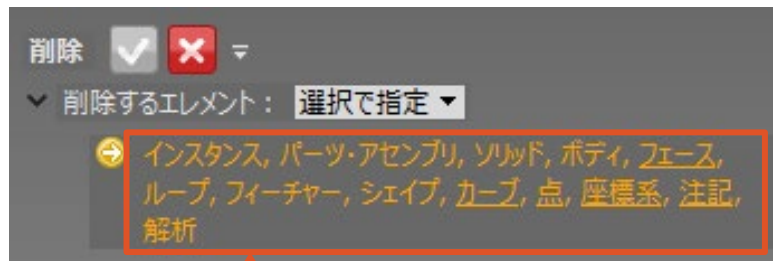 削除
削除するエレメント： 選択で指定
インスタンス, パーツ・アセンブリ, ソリッド, ボディ, フェース,
ループ, フィーチャー, シェイプ, カーブ, 点, 座標系, 注記,
解析